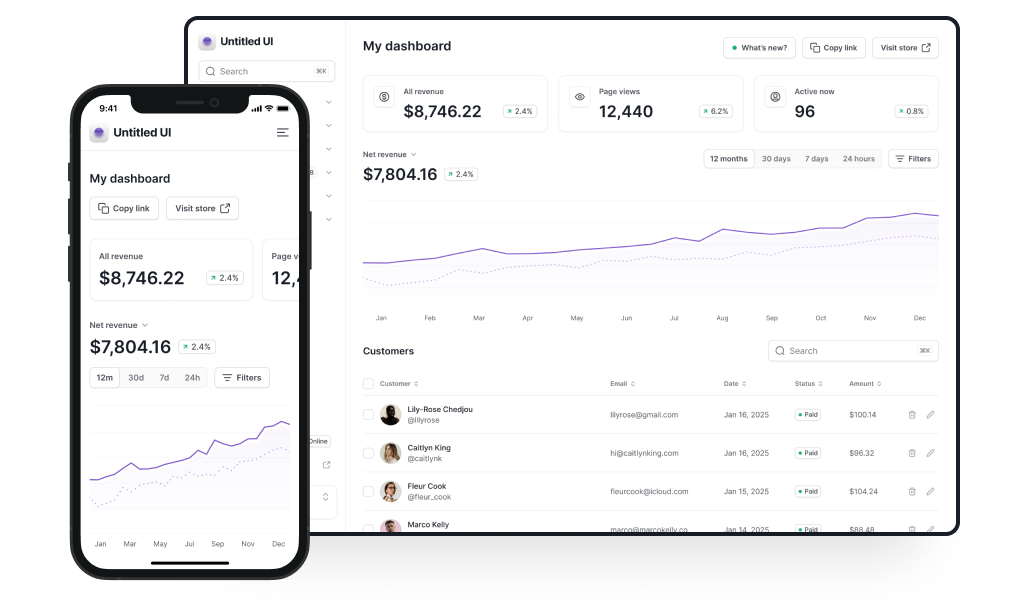 Untitled UI
Search ⌘K
My dashboard
What's new?
Copy link
Visit store
All revenue
$8,746.22
2.4%
Page views
12,440
6.2%
Active now
96
0.8%
Net revenue
$7,804.16
2.4%
12 months 30 days 7 days 24 hours
Filters
Jan Feb Mar Apr May Jun Jul Aug Sep Oct Nov Dec
Customers
Search ⌘K
Customer Email Date Status Amount
Lily-Rose Chedjou
@lilyrose
lilyrose@gmail.com Jan 16, 2025 Paid $100.14
Caitlyn King
@caitlynk
hi@caitlynking.com Jan 16, 2025 Paid $96.32
Fleur Cook
@fleur_cook
fleurcook@icloud.com Jan 15, 2025 Paid $104.24
Marco Kelly
marco@marcokelly.co Jan 14, 2025 Paid $88.48
8
Online
9:41
Untitled UI
My dashboard
Copy link
Visit store
All revenue
$8,746.22
2.4%
Page v
12,4
Net revenue
$7,804.16
2.4%
12m 30d 7d 24h
Filters
Jan Mar May Jul Sep Nov Dec